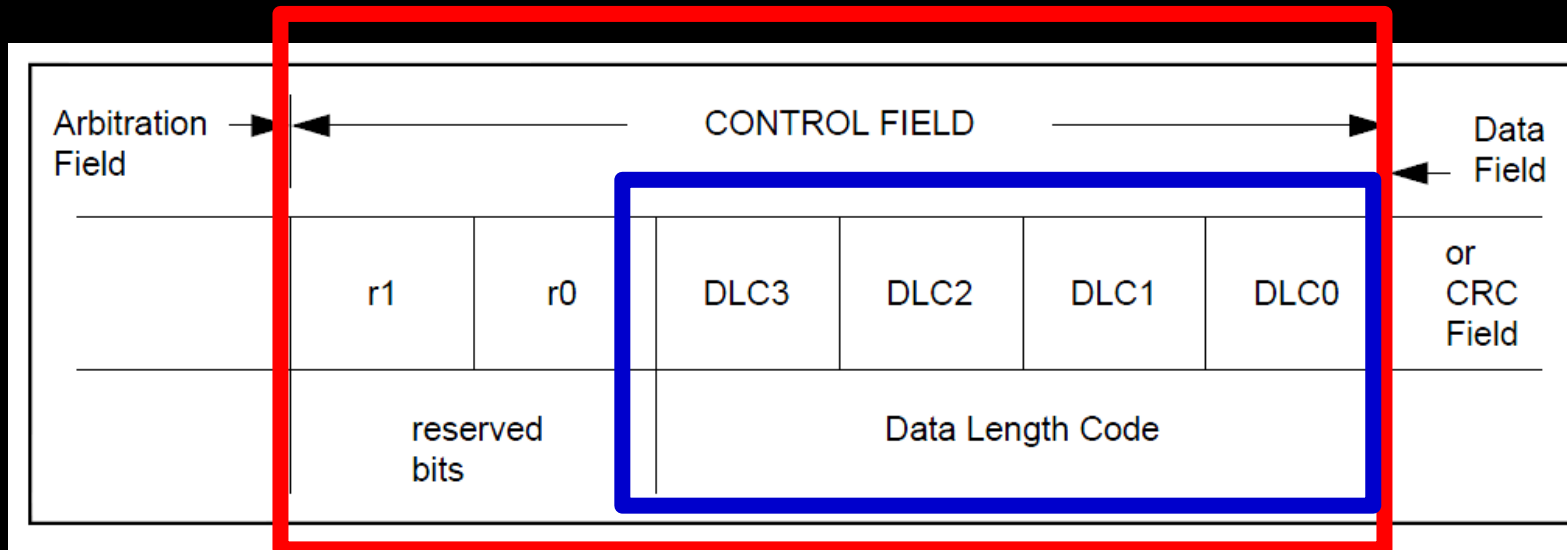 Arbitration
Field
CONTROL FIELD
Data
Field
r1
r0
DLC3
DLC2
DLC1
DLC0
or
CRC
Field
reserved
bits
Data Length Code